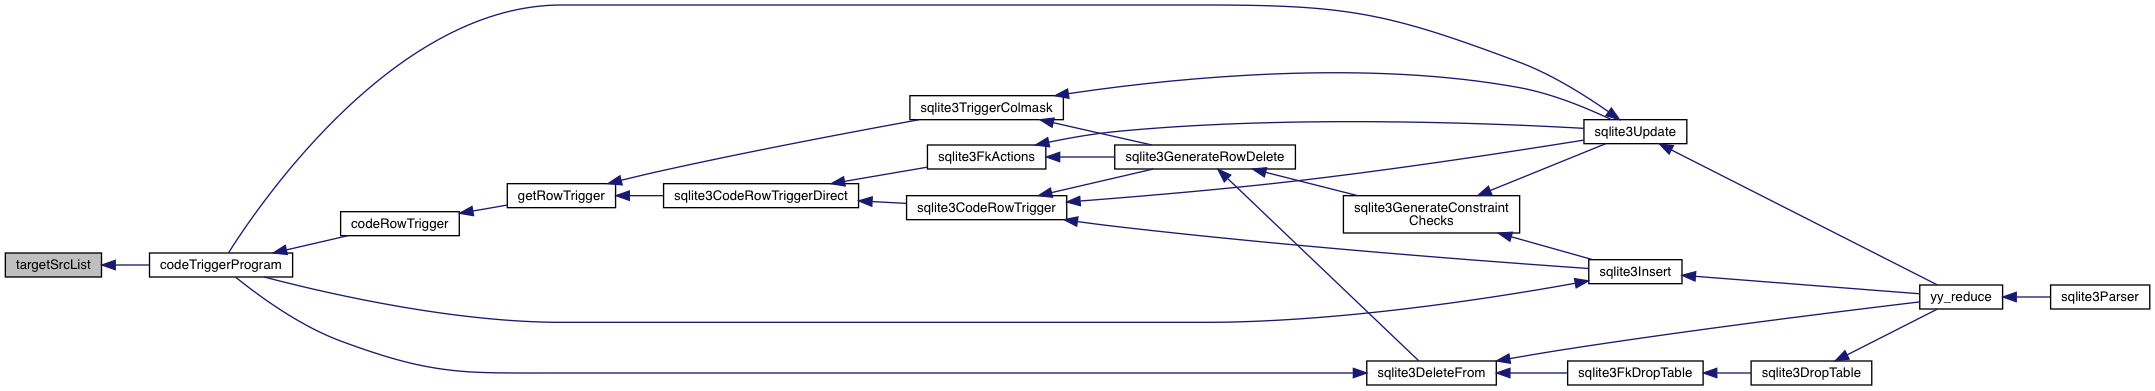 sqlite3TriggerColmask
sqlite3Update
sqlite3FkActions
sqlite3GenerateRowDelete
getRowTrigger
sqlite3CodeRowTriggerDirect
sqlite3CodeRowTrigger
sqlite3GenerateConstraint
Checks
codeRowTrigger
targetSrcList
codeTriggerProgram
sqlite3Insert
yy_reduce
sqlite3Parser
sqlite3DeleteFrom
sqlite3FkDropTable
sqlite3DropTable